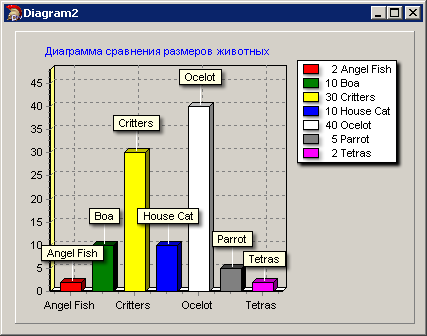 Diagram2
Диаграмма сравнения размеров животных
45
40
35
30
25
20
15
10
5
0
Angel Fish
Boa
Critters
House Cat
Ocelot
Parrot
Tetras
Angel Fish
Critters
Ocelot
Tetras
2 Angel Fish
10 Boa
30 Critters
10 House Cat
40 Ocelot
5 Parrot
2 Tetras